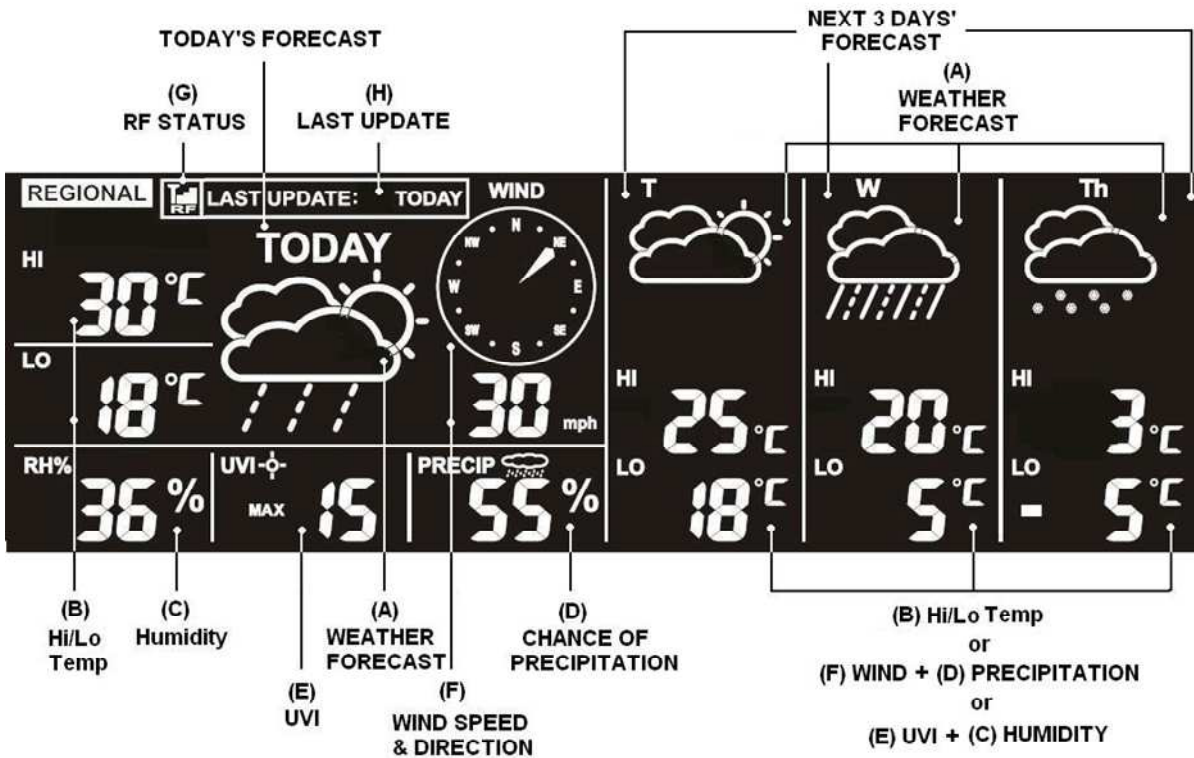 NEXT 3 DAYS'
FORECAST
TODAY'S FORECAST
(A)
WEATHER
FORECAST
(G)
RF STATUS
(H)
LAST UPDATE
REGIONAL
RF
LAST UPDATE: TODAY
WIND
T
W
Th
TODAY
N
NE
E
SE
S
SW
W
NW
HI
30°C
LO
18°C
30 mph
HI
25°C
LO
18°C
HI
20°C
LO
5°C
HI
3°C
LO
-5°C
RH%
36%
UVI
MAX 15
PRECIP
55%
(B)
Hi/Lo
Temp
(C)
Humidity
(E)
UVI
(A)
WEATHER
FORECAST
(F)
WIND SPEED
& DIRECTION
(D)
CHANCE OF
PRECIPITATION
(B) Hi/Lo Temp
or
(F) WIND + (D) PRECIPITATION
or
(E) UVI + (C) HUMIDITY